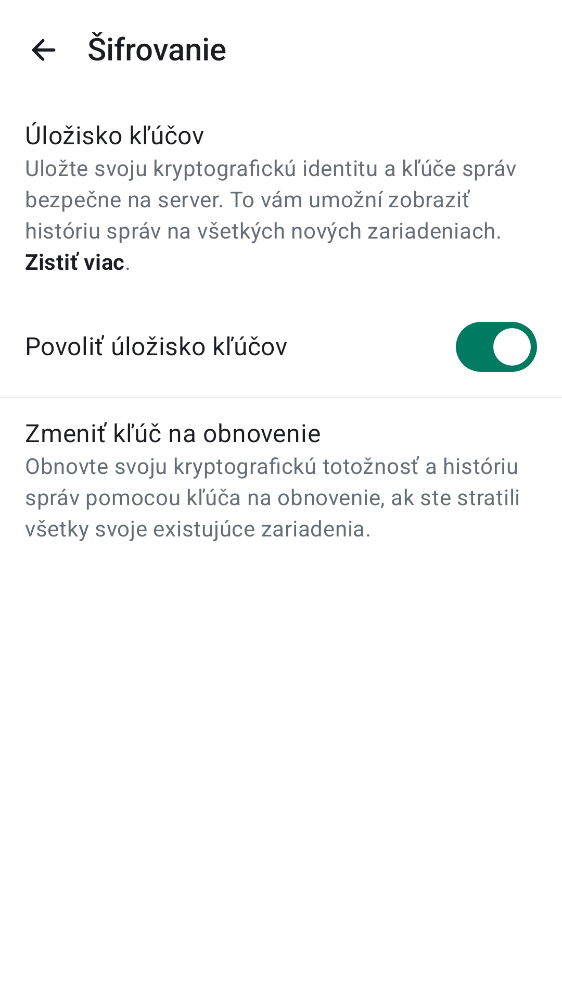 Šifrovanie
Úložisko kľúčov
Uložte svoju kryptografickú identitu a kľúče správ
bezpečne na server. To vám umožní zobraziť
históriu správ na všetkých nových zariadeniach.
Zistiť viac.
Povoliť úložisko kľúčov
Zmeniť kľúč na obnovenie
Obnovte svoju kryptografickú totožnosť a históriu
správ pomocou kľúča na obnovenie, ak ste stratili
všetky svoje existujúce zariadenia.